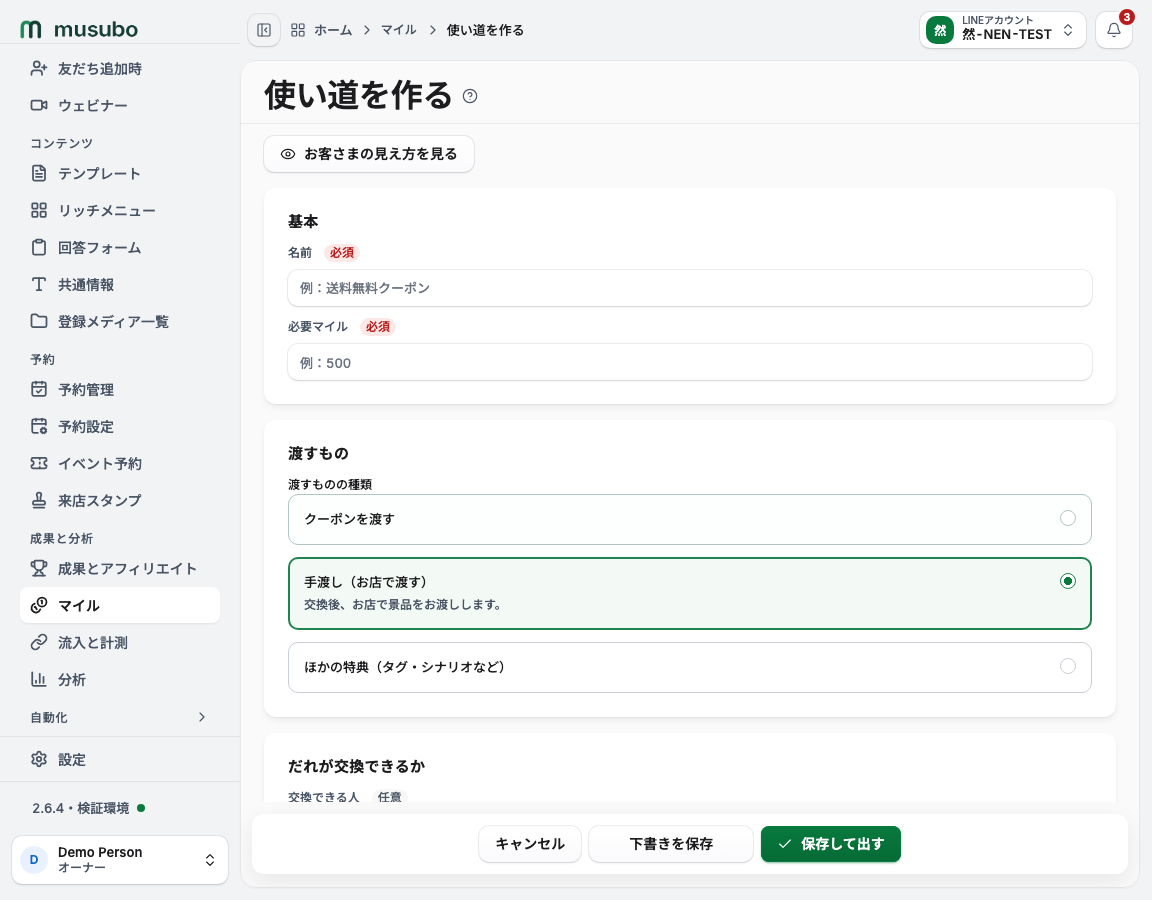 musubo
ホーム
マイル
使い道を作る
LINEアカウント
然
然-NEN-TEST
3
友だち追加時
ウェビナー
コンテンツ
テンプレート
リッチメニュー
回答フォーム
共通情報
登録メディア一覧
予約
予約管理
予約設定
イベント予約
来店スタンプ
成果と分析
成果とアフィリエイト
マイル
流入と計測
分析
自動化
設定
2.6.4・検証環境
D
Demo Person
オーナー
使い道を作る
お客さまの見え方を見る
基本
名前 必須
例：送料無料クーポン
必要マイル 必須
例：500
渡すもの
渡すものの種類
クーポンを渡す
手渡し（お店で渡す）
交換後、お店で景品をお渡しします。
ほかの特典（タグ・シナリオなど）
だれが交換できるか
交換できる人 任意
キャンセル
下書きを保存
保存して出す